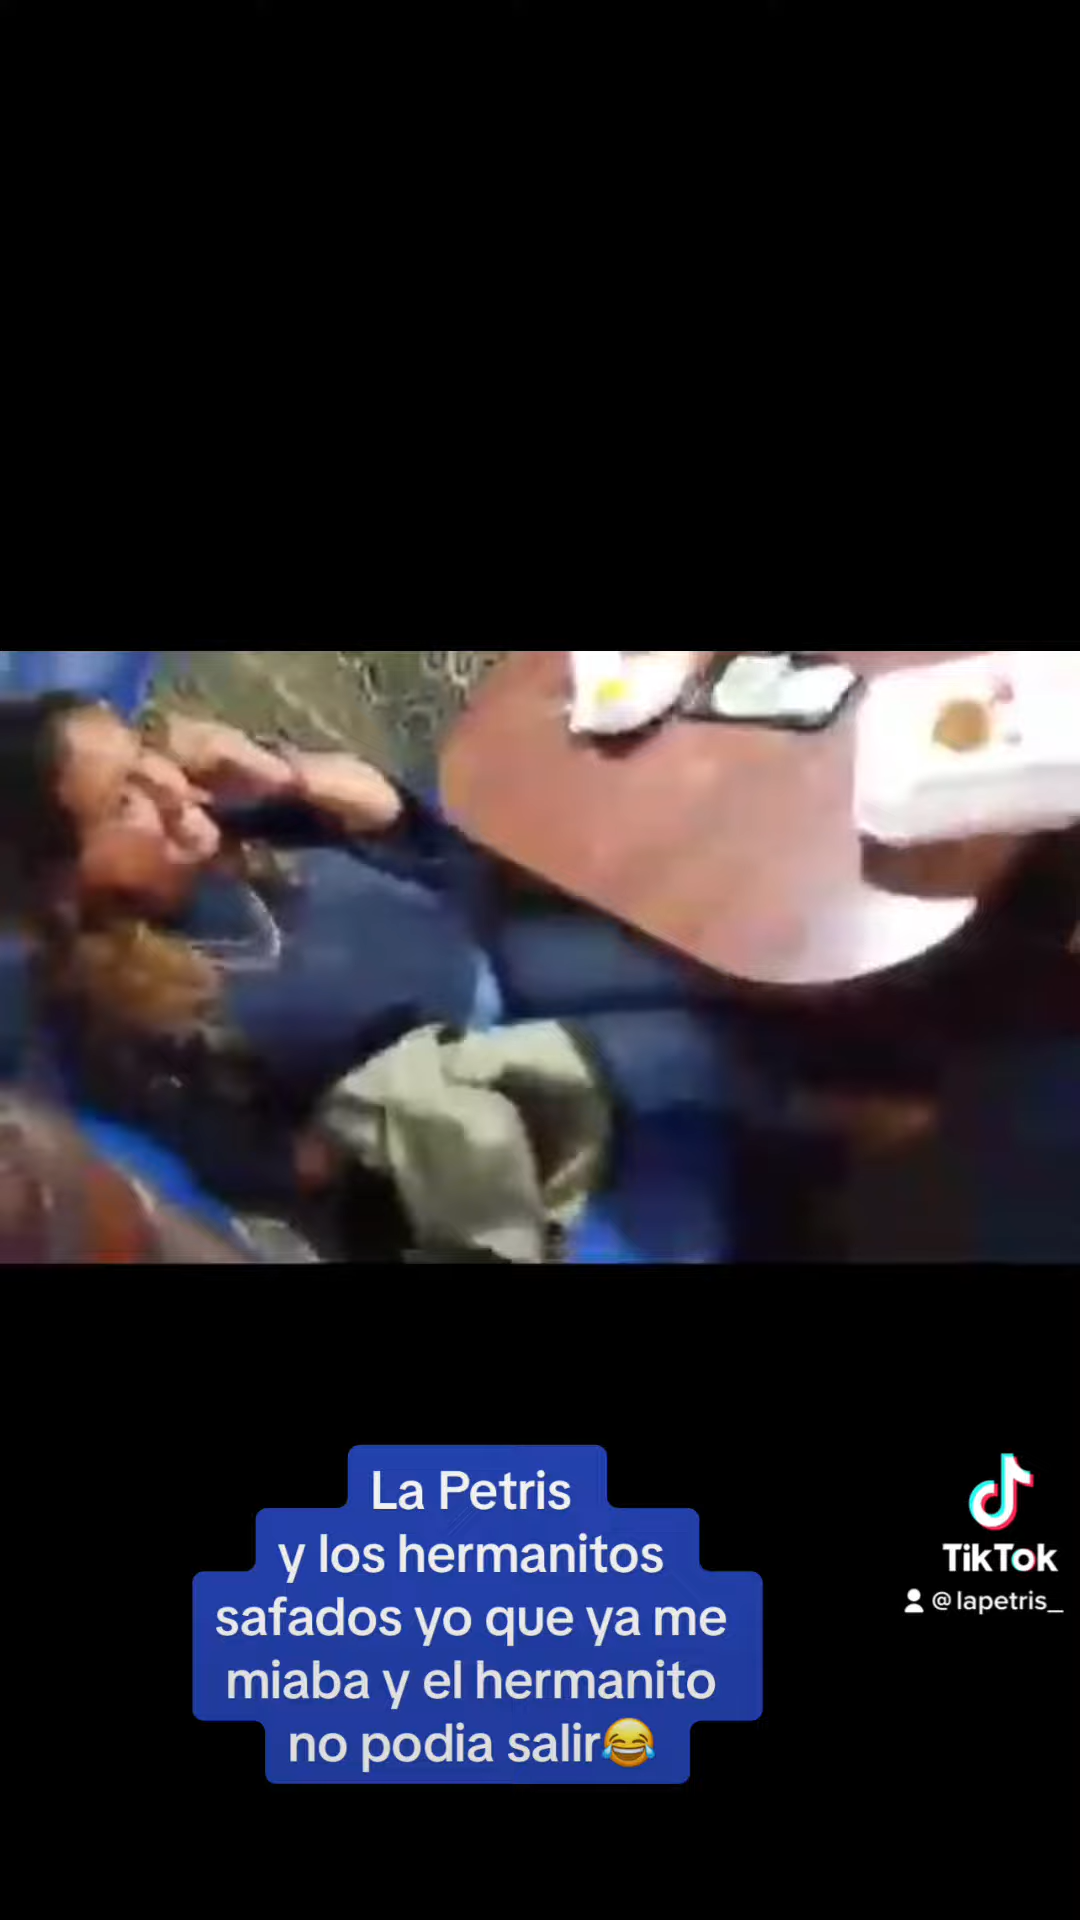 La Petris
y los hermanitos
safados yo que ya me
miaba y el hermanito
no podia salir😂
TikTok
@lapetris_